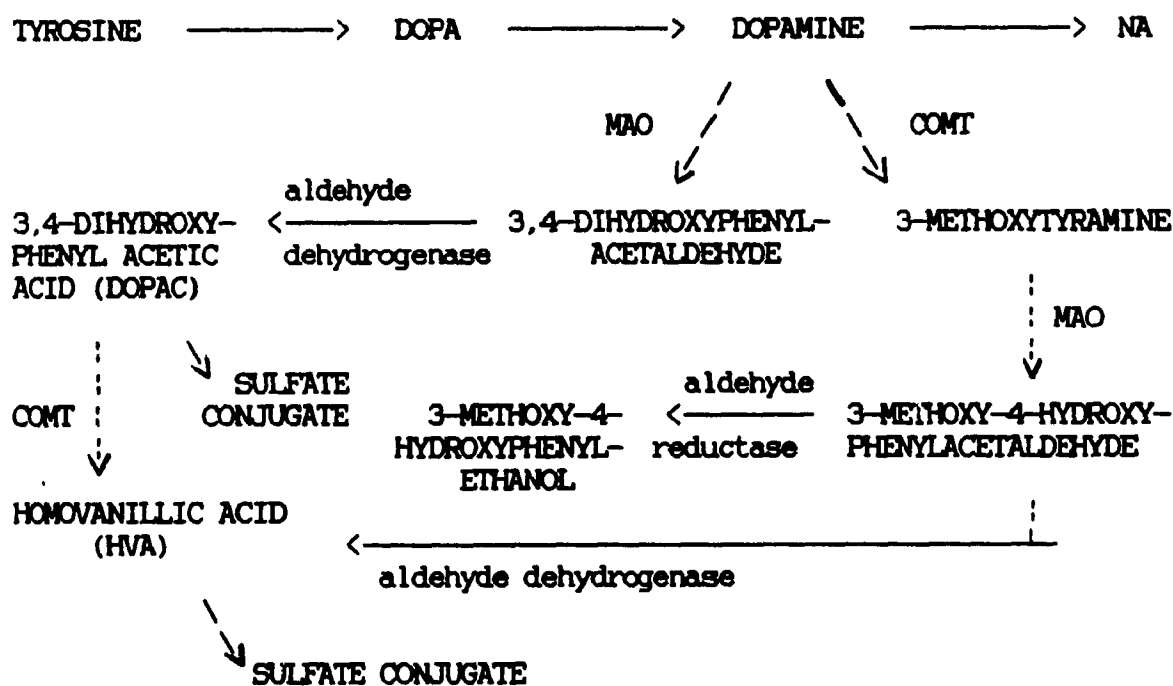 TYROSINE ———> DOPA ———> DOPAMINE ———> NA
MAO COMT
aldehyde
3,4-DIHYDROXY- <——— 3,4-DIHYDROXYPHENYL- 3-METHOXYTYRAMINE
PHENYL ACETIC dehydrogenase ACETALDEHYDE
ACID (DOPAC)
MAO
SULFATE aldehyde
COMT CONJUGATE 3-METHOXY-4- <——— 3-METHOXY-4-HYDROXY-
HYDROXYPHENYL- reductase PHENYLACETALDEHYDE
ETHANOL
HOMOVANILLIC ACID
(HVA) <———
aldehyde dehydrogenase
SULFATE CONJUGATE